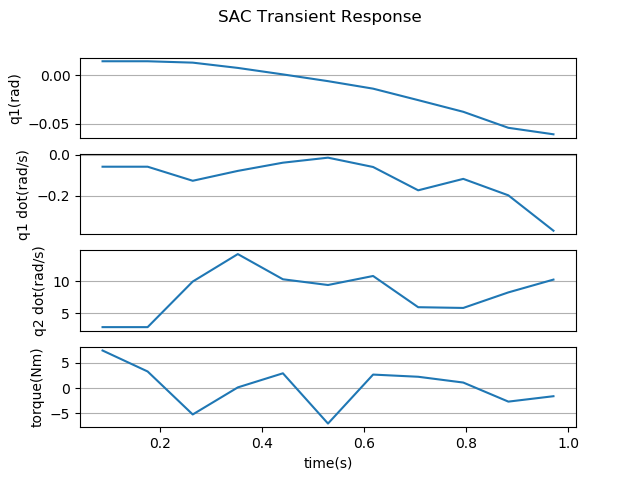 SAC Transient Response
q1(rad)
0.00
−0.05
q1 dot(rad/s)
0.0
−0.2
q2 dot(rad/s)
10
5
torque(Nm)
5
0
−5
0.2 0.4 0.6 0.8 1.0
time(s)